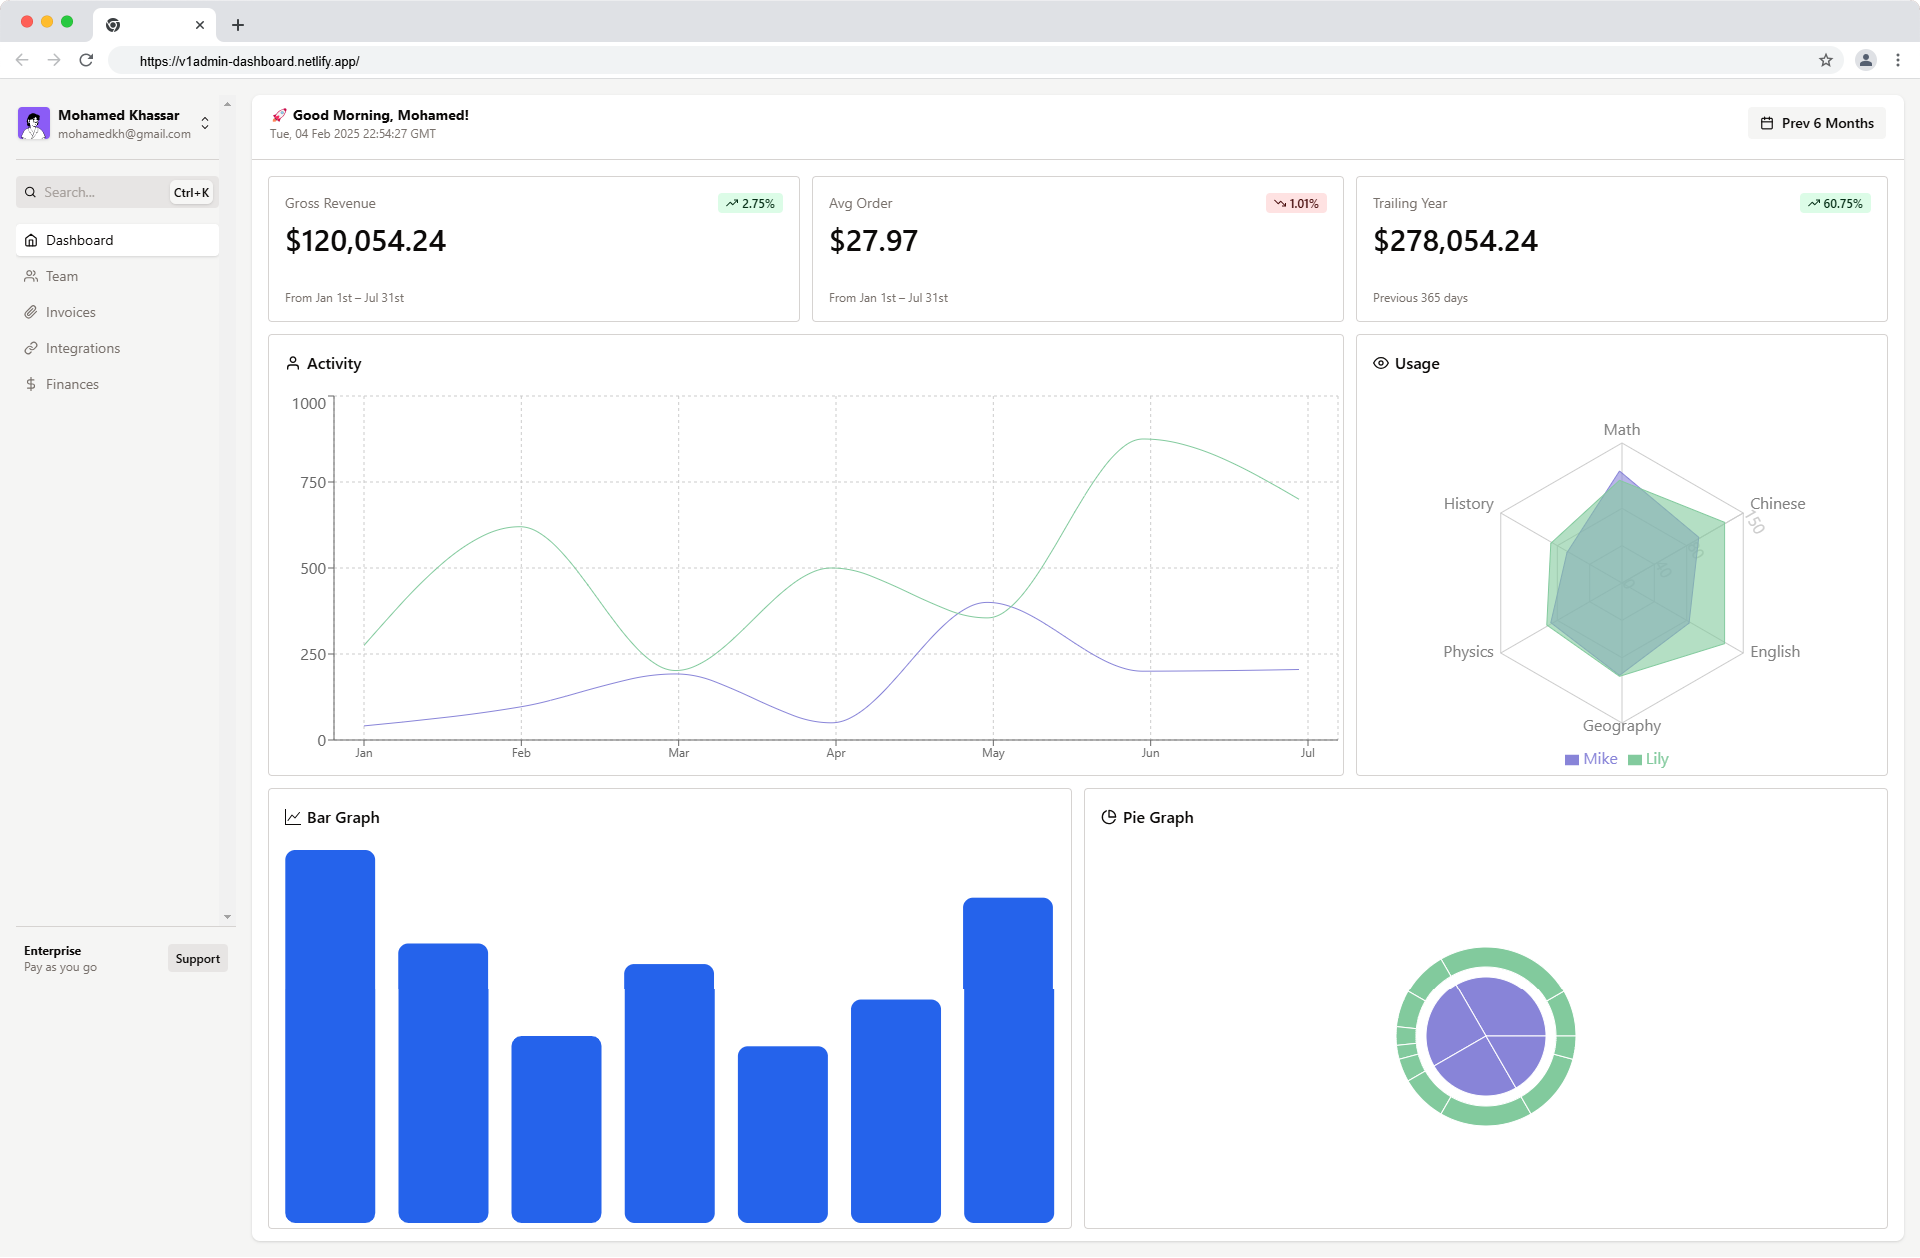 https://v1admin-dashboard.netlify.app/
Mohamed Khassar
mohamedkh@gmail.com
Search...
Ctrl+K
Dashboard
Team
Invoices
Integrations
Finances
Enterprise
Pay as you go
Support
🚀 Good Morning, Mohamed!
Tue, 04 Feb 2025 22:54:27 GMT
Prev 6 Months
Gross Revenue
2.75%
$120,054.24
From Jan 1st – Jul 31st
Avg Order
1.01%
$27.97
From Jan 1st – Jul 31st
Trailing Year
60.75%
$278,054.24
Previous 365 days
Activity
1000
750
500
250
0
Jan Feb Mar Apr May Jun Jul
Usage
Math
History
Chinese
150
Physics
English
Geography
Mike Lily
Bar Graph
Pie Graph